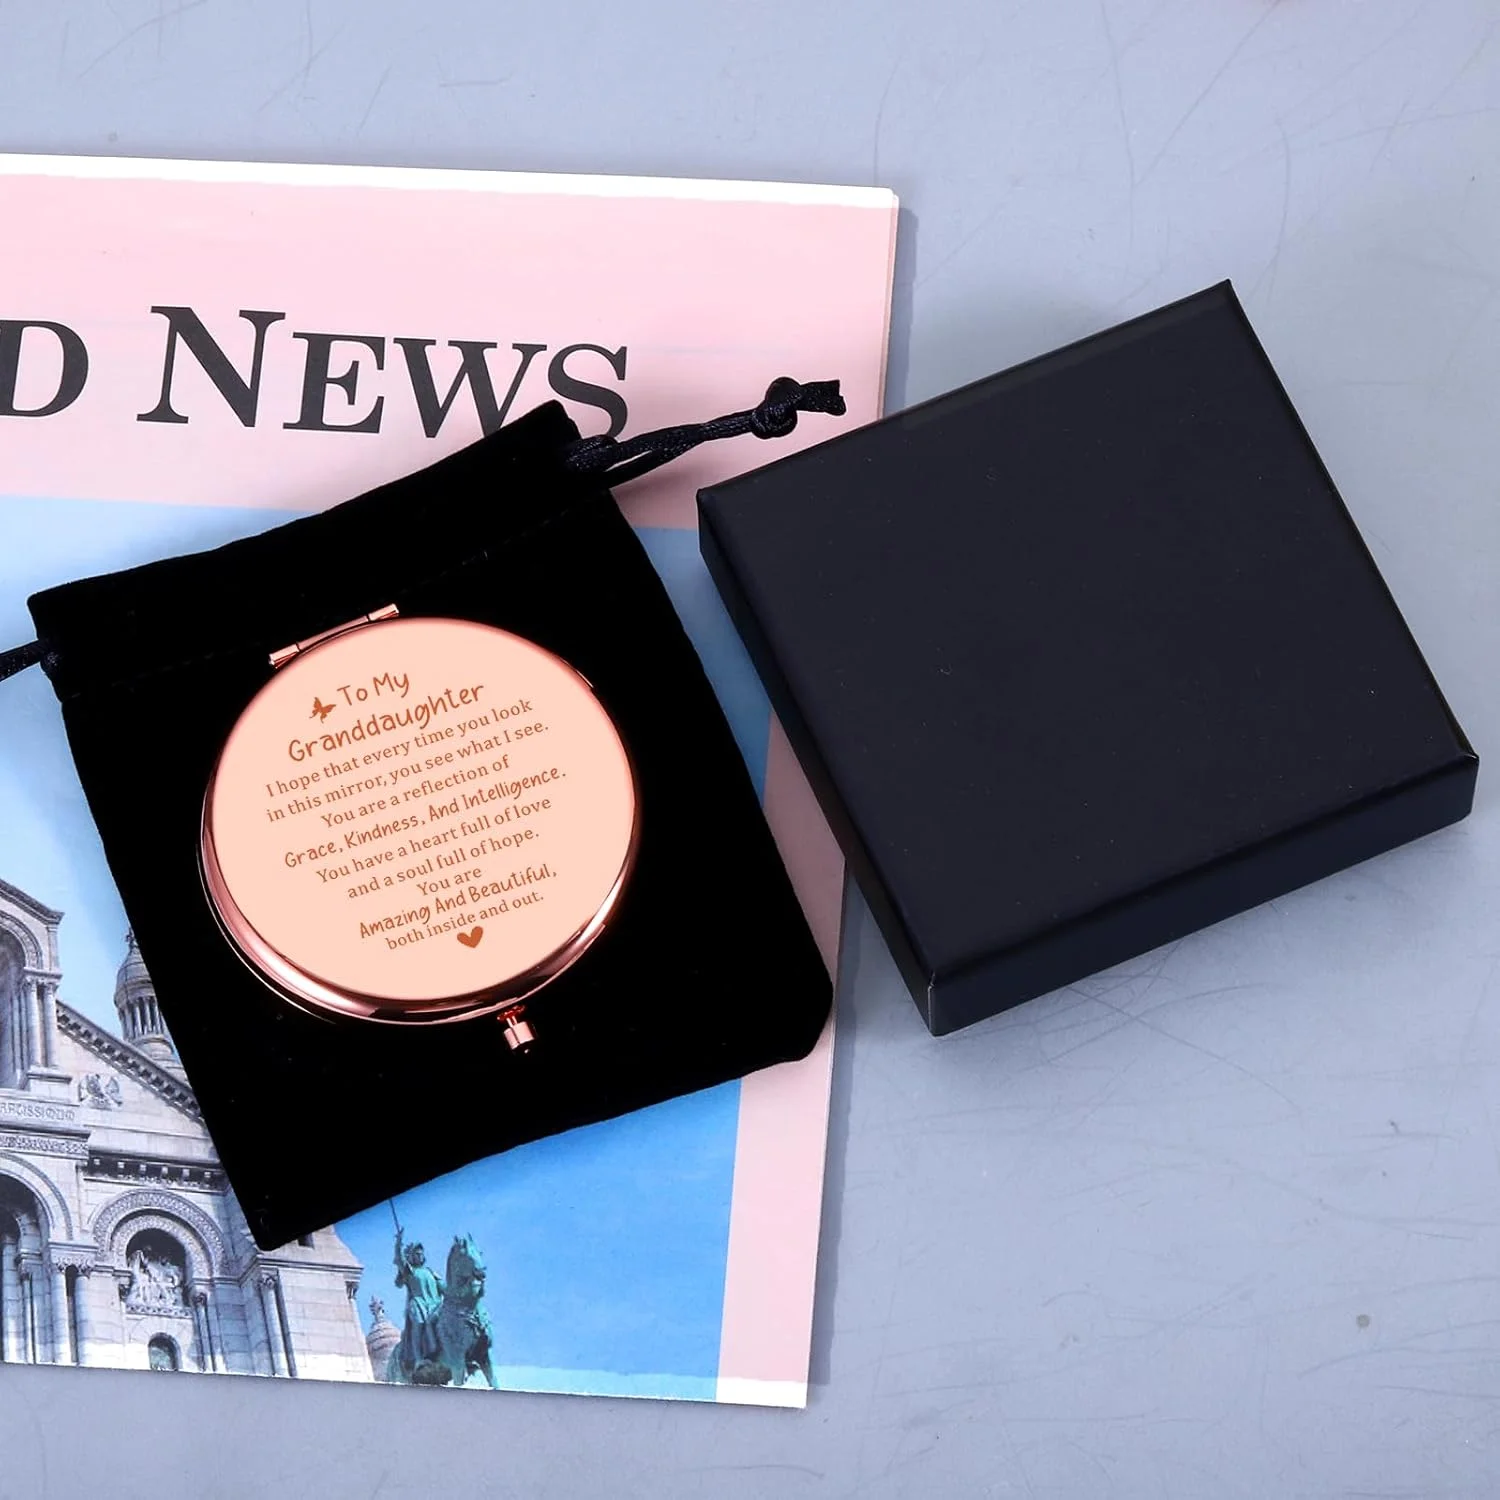 D NEWS
To My
Granddaughter
I hope that every time you look
in this mirror, you see what I see.
You are a reflection of
Grace, Kindness, And Intelligence.
You have a heart full of love
and a soul full of hope.
You are
Amazing And Beautiful,
both inside and out.